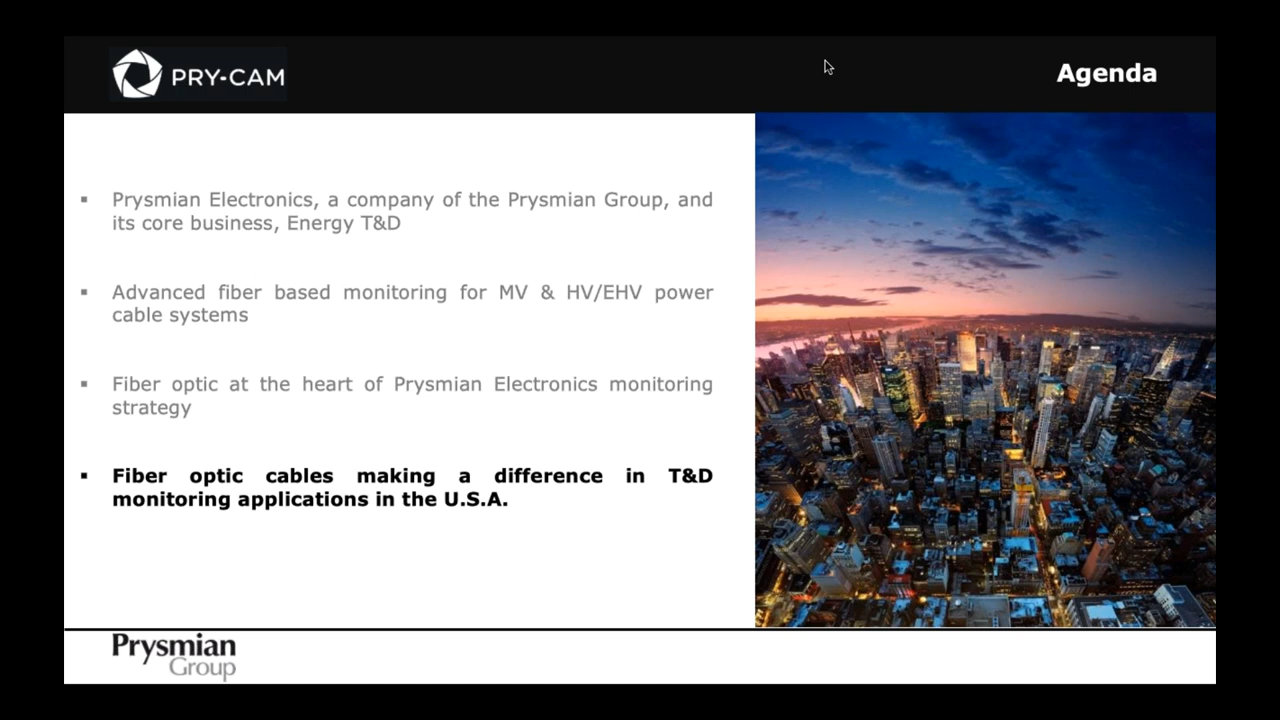 PRY-CAM
Agenda
▪ Prysmian Electronics, a company of the Prysmian Group, and
its core business, Energy T&D
▪ Advanced fiber based monitoring for MV & HV/EHV power
cable systems
▪ Fiber optic at the heart of Prysmian Electronics monitoring
strategy
▪ Fiber optic cables making a difference in T&D
monitoring applications in the U.S.A.
Prysmian
Group